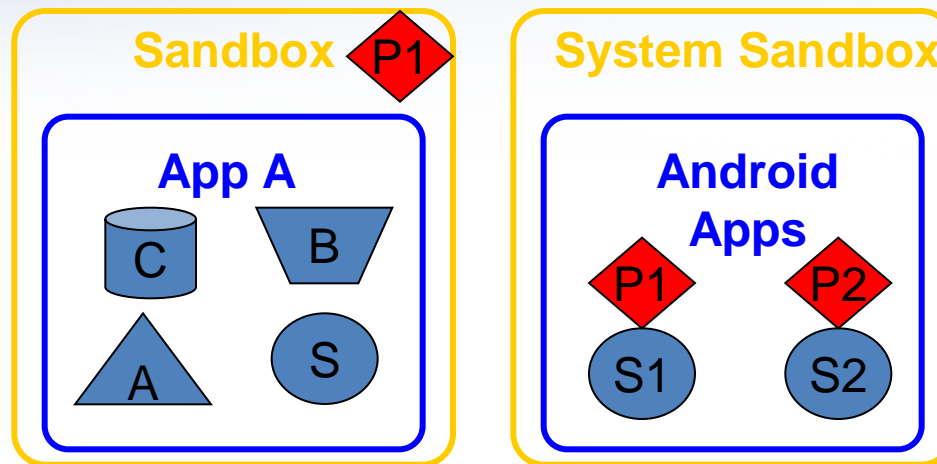 Sandbox P1
App A
C B
A S
System Sandbox
Android
Apps
P1 P2
S1 S2